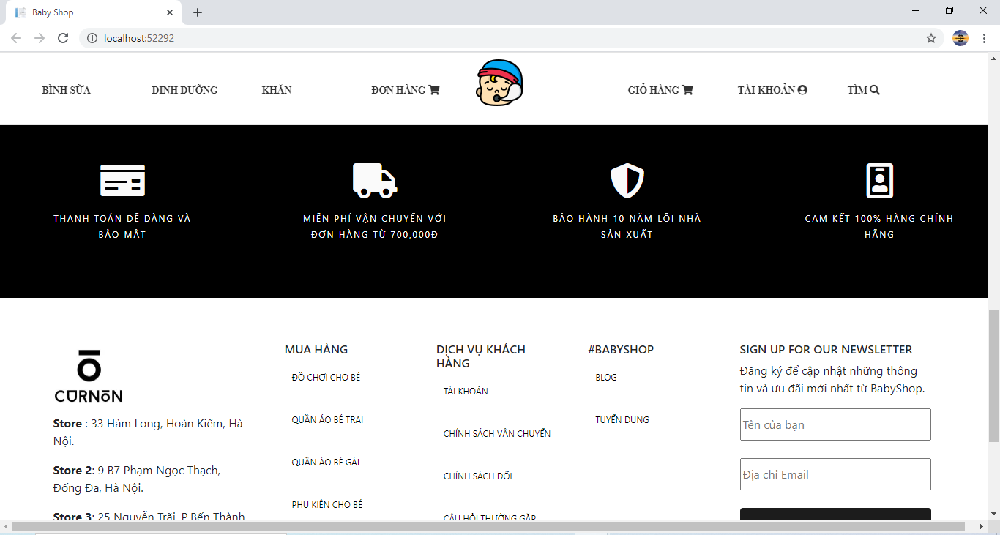 Baby Shop
localhost:52292
BÌNH SỮA
DINH DƯỠNG
KHĂN
ĐƠN HÀNG
GIỎ HÀNG
TÀI KHOẢN
TÌM
THANH TOÁN DỄ DÀNG VÀ
BẢO MẬT
MIỄN PHÍ VẬN CHUYỂN VỚI
ĐƠN HÀNG TỪ 700,000Đ
BẢO HÀNH 10 NĂM LỖI NHÀ
SẢN XUẤT
CAM KẾT 100% HÀNG CHÍNH
HÃNG
CURNON
Store : 33 Hàm Long, Hoàn Kiếm, Hà
Nội.
Store 2: 9 B7 Phạm Ngọc Thạch,
Đống Đa, Hà Nội.
Store 3: 25 Nguyễn Trãi, P.Bến Thành,
MUA HÀNG
ĐỒ CHƠI CHO BÉ
QUẦN ÁO BÉ TRAI
QUẦN ÁO BÉ GÁI
PHỤ KIỆN CHO BÉ
DỊCH VỤ KHÁCH
HÀNG
TÀI KHOẢN
CHÍNH SÁCH VẬN CHUYỂN
CHÍNH SÁCH ĐỔI
CÂU HỎI THƯỜNG GẶP
#BABYSHOP
BLOG
TUYỂN DỤNG
SIGN UP FOR OUR NEWSLETTER
Đăng ký để cập nhật những thông
tin và ưu đãi mới nhất từ BabyShop.
Tên của bạn
Địa chỉ Email